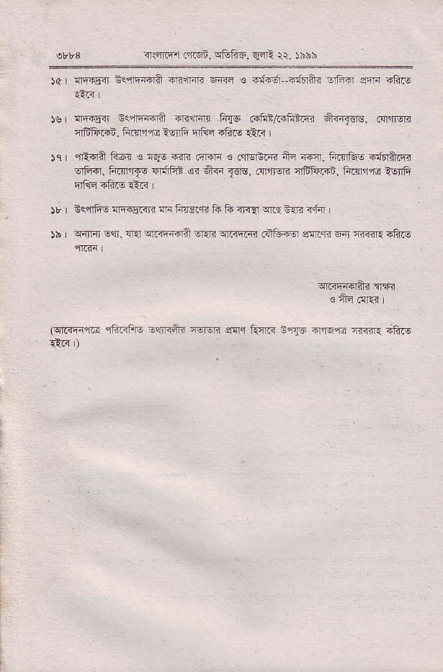 ৩৮৮৪ বাংলাদেশ গেজেট, অতিরিক্ত, জুলাই ২২, ১৯৯৯
১৫। মাদকদ্রব্য উৎপাদনকারী কারখানার জনবল ও কর্মকর্তা--কর্মচারীর তালিকা প্রদান করিতে
হইবে।
১৬। মাদকদ্রব্য উৎপাদনকারী কারখানায় নিযুক্ত কেমিষ্ট/কেমিষ্টদের জীবনবৃত্তান্ত, যোগ্যতার
সার্টিফিকেট, নিয়োগপত্র ইত্যাদি দাখিল করিতে হইবে।
১৭। পাইকারী বিক্রয় ও মজুত করার দোকান ও গোডাউনের নীল নকসা, নিয়োজিত কর্মচারীদের
তালিকা, নিয়োগকৃত ফার্মাসিষ্ট এর জীবন বৃত্তান্ত, যোগ্যতার সার্টিফিকেট, নিয়োগপত্র ইত্যাদি
দাখিল করিতে হইবে।
১৮। উৎপাদিত মাদকদ্রব্যের মান নিয়ন্ত্রণের কি কি ব্যবস্থা আছে উহার বর্ণনা।
১৯। অন্যান্য তথ্য, যাহা আবেদনকারী তাহার আবেদনের যৌক্তিকতা প্রমাণের জন্য সরবরাহ করিতে
পারেন।
আবেদনকারীর স্বাক্ষর
ও সীল মোহর।
(আবেদনপত্রে পরিবেশিত তথ্যাবলীর সত্যতার প্রমাণ হিসাবে উপযুক্ত কাগজপত্র সরবরাহ করিতে
হইবে।)